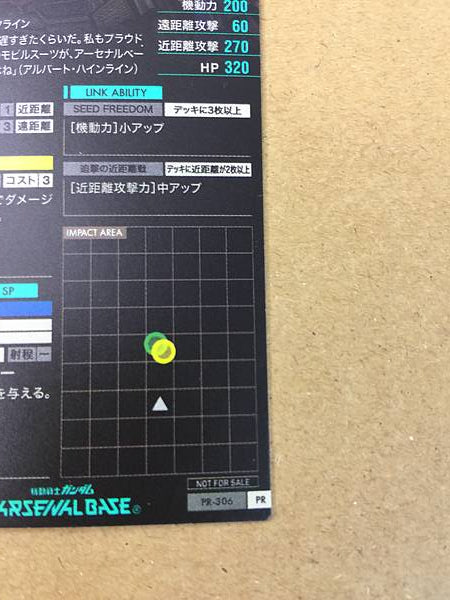 機動力 200
クライン
遠距離攻撃 60
遅すぎたくらいだ。私もプラウド
近距離攻撃 270
モビルスーツが、アーセナルベー
HP 320
ね」(アルバート・ハインライン)
LINK ABILITY
1 近距離
SEED FREEDOM デッキに3枚以上
3 遠距離
[機動力]小アップ
追撃の近距離戦 デッキに近距離が2枚以上
コスト 3
[近距離攻撃力]中アップ
てダメージ
IMPACT AREA
SP
射程 ー
を与える。
NOT FOR SALE
機動戦士ガンダム
ARSENAL BASE
PR-306 PR